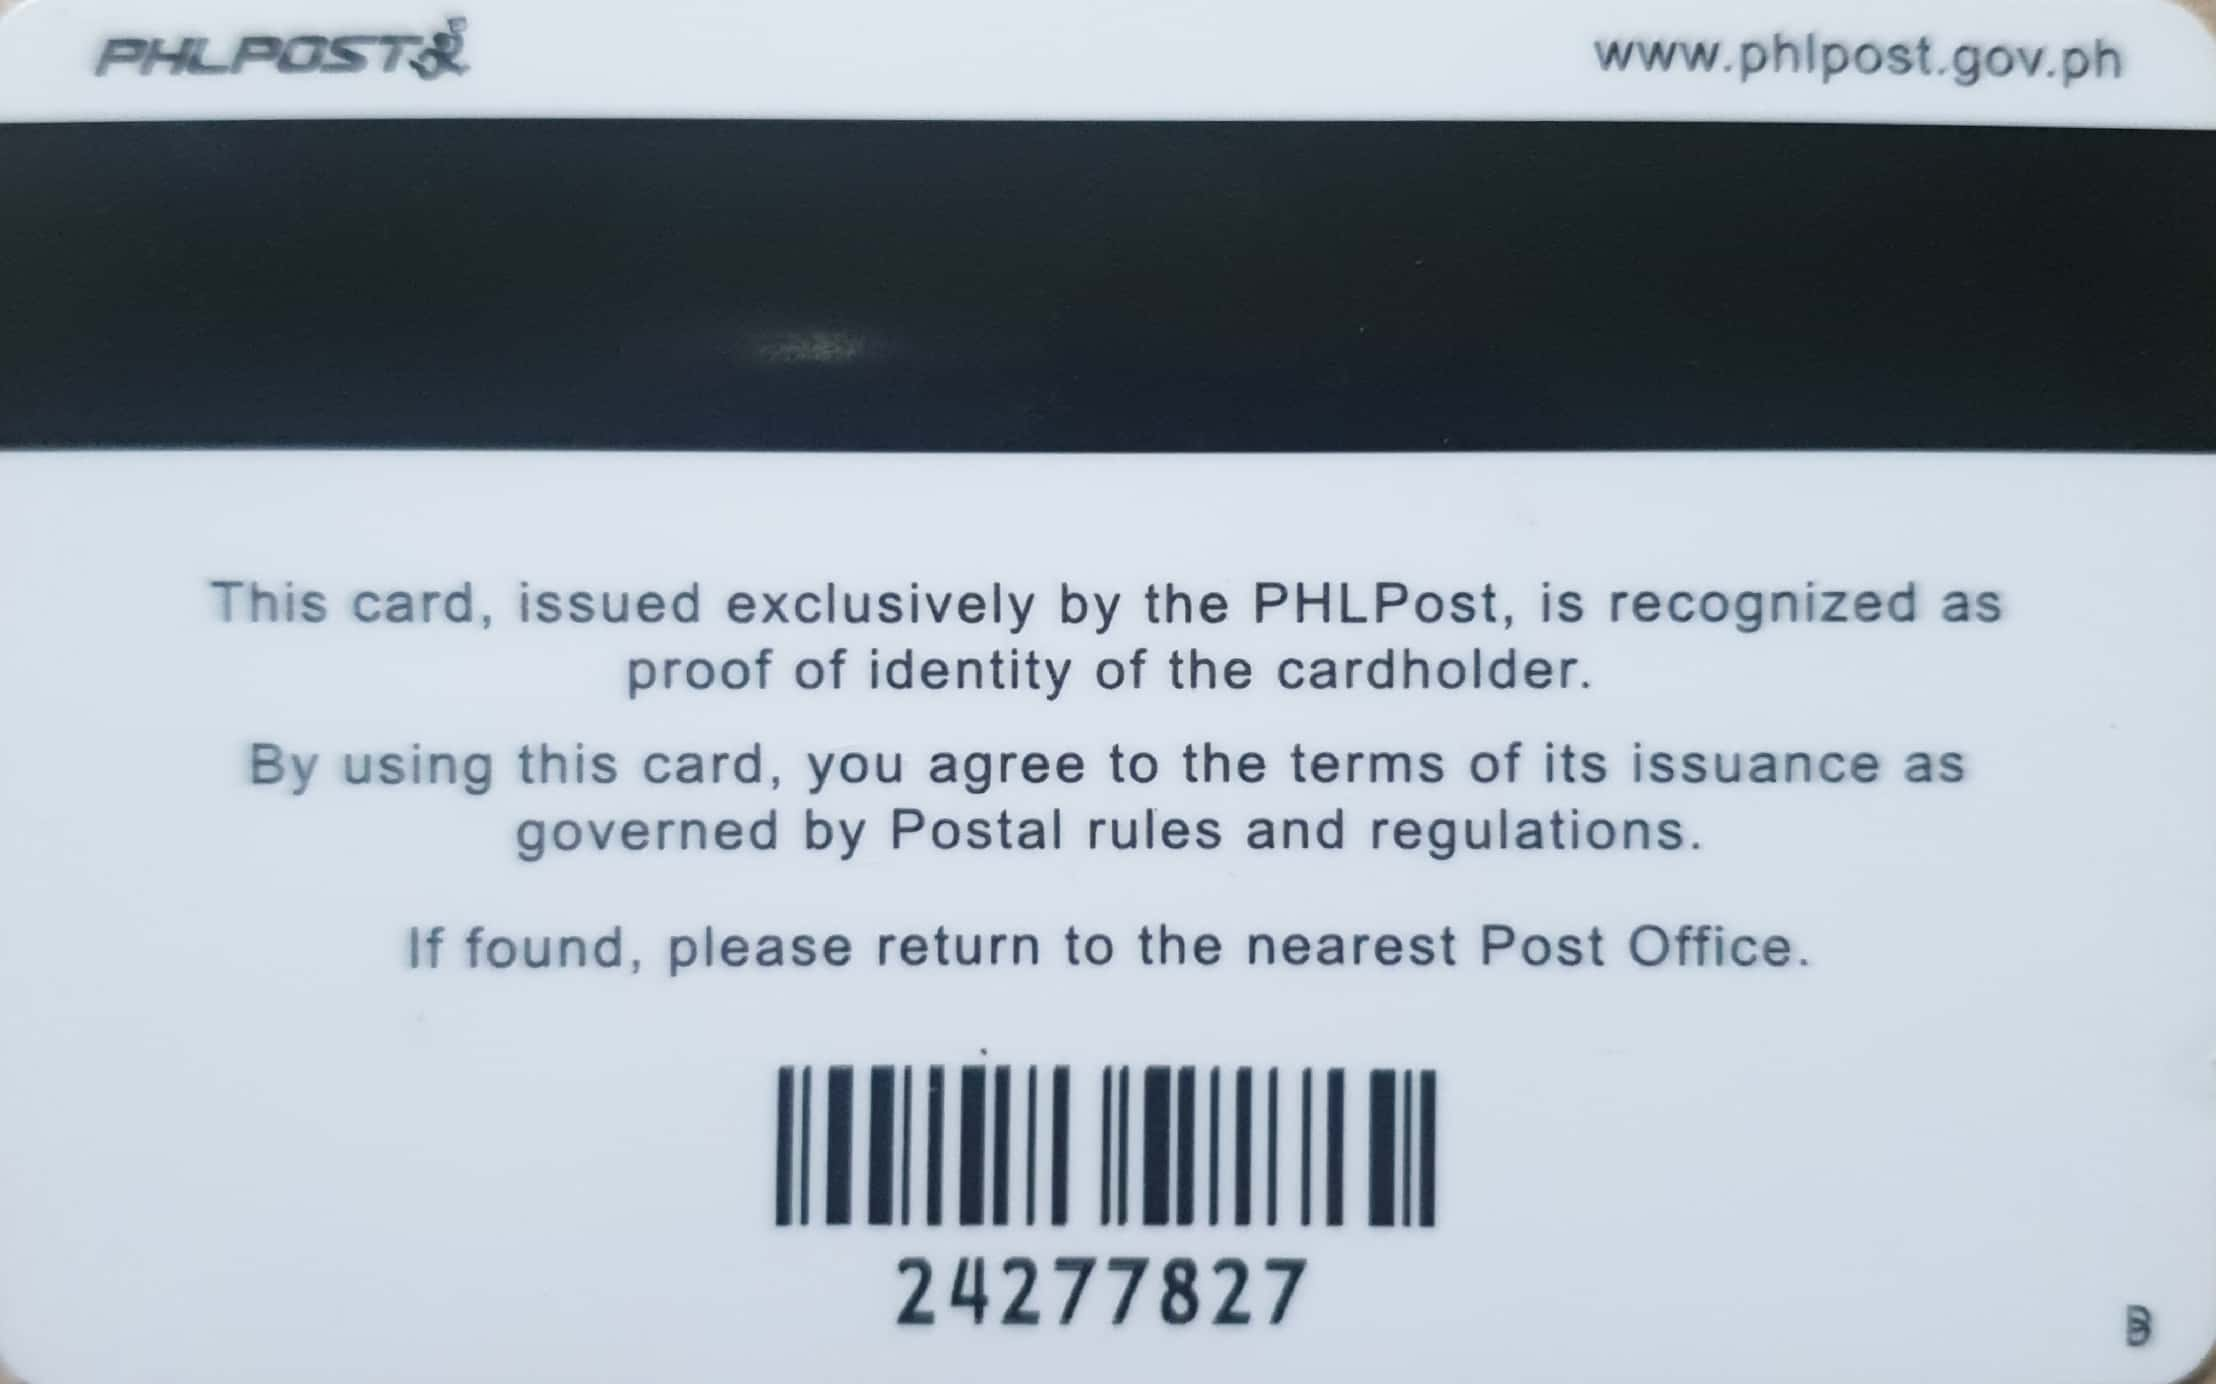 PHLPOST
www.phlpost.gov.ph
This card, issued exclusively by the PHLPost, is recognized as
proof of identity of the cardholder.
By using this card, you agree to the terms of its issuance as
governed by Postal rules and regulations.
If found, please return to the nearest Post Office.
24277827
B